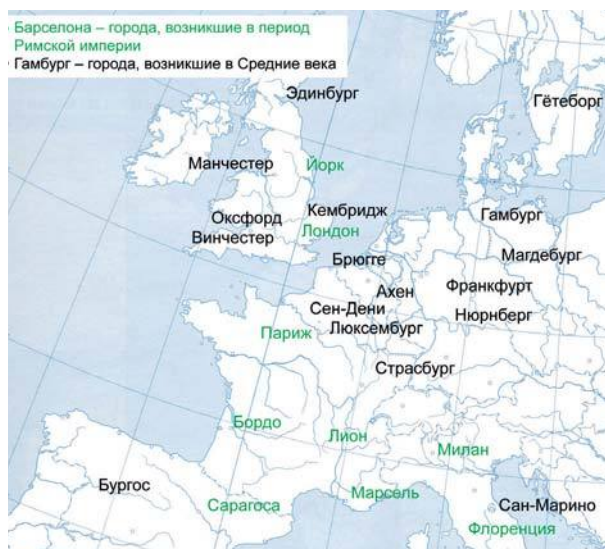 Барселона – города, возникшие в период
Римской империи
Гамбург – города, возникшие в Средние века
Эдинбург
Гётеборг
Манчестер
Йорк
Оксфорд
Кембридж
Гамбург
Винчестер
Лондон
Магдебург
Брюгге
Ахен
Франкфурт
Сен-Дени
Нюрнберг
Париж
Люксембург
Страсбург
Бордо
Лион
Милан
Бургос
Сарагоса
Марсель
Сан-Марино
Флоренция